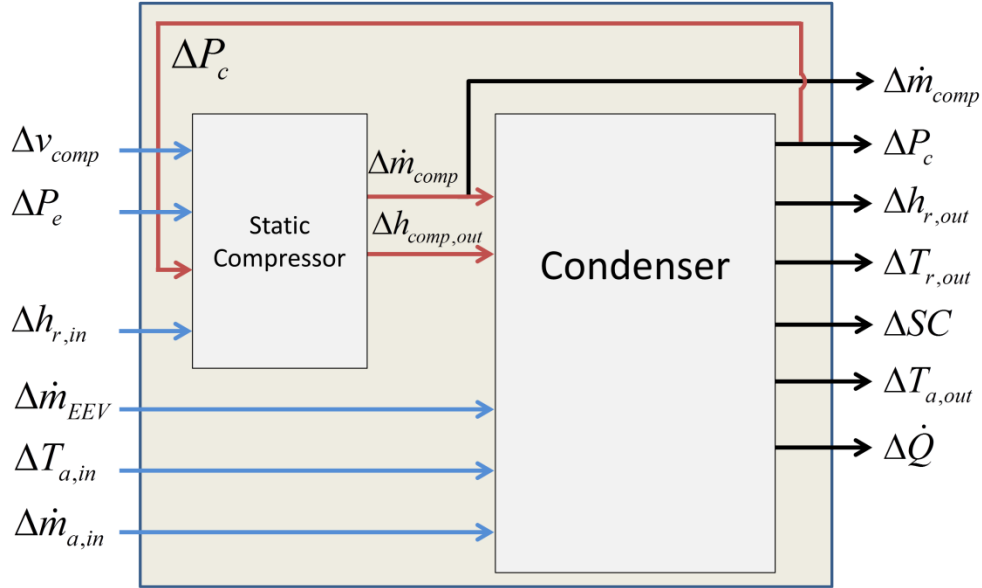 ΔP_c
Δv_comp
ΔP_e
Δh_r,in
Δṁ_EEV
ΔT_a,in
Δṁ_a,in
Static
Compressor
Δṁ_comp
Δh_comp,out
Condenser
Δṁ_comp
ΔP_c
Δh_r,out
ΔT_r,out
ΔSC
ΔT_a,out
ΔQ̇